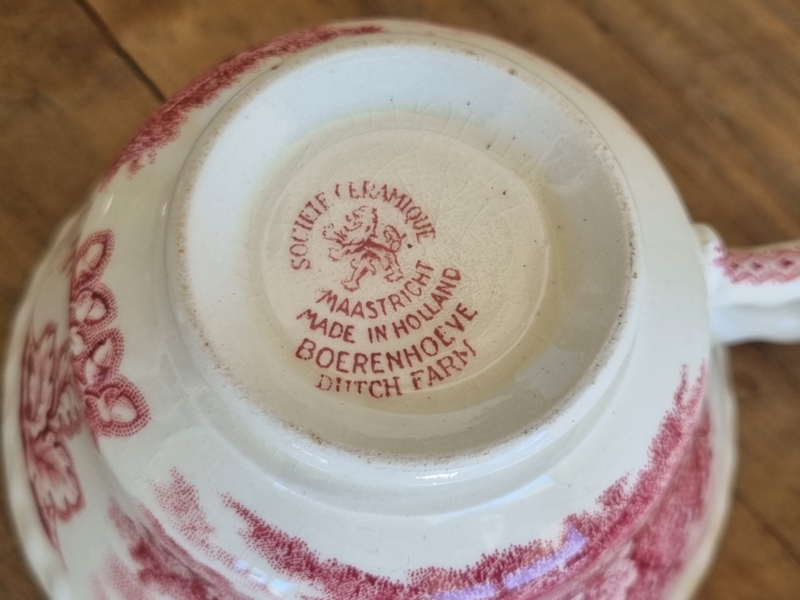 SOCIETE CERAMIQUE
MAASTRICHT
MADE IN HOLLAND
BOERENHOEVE
DUTCH FARM